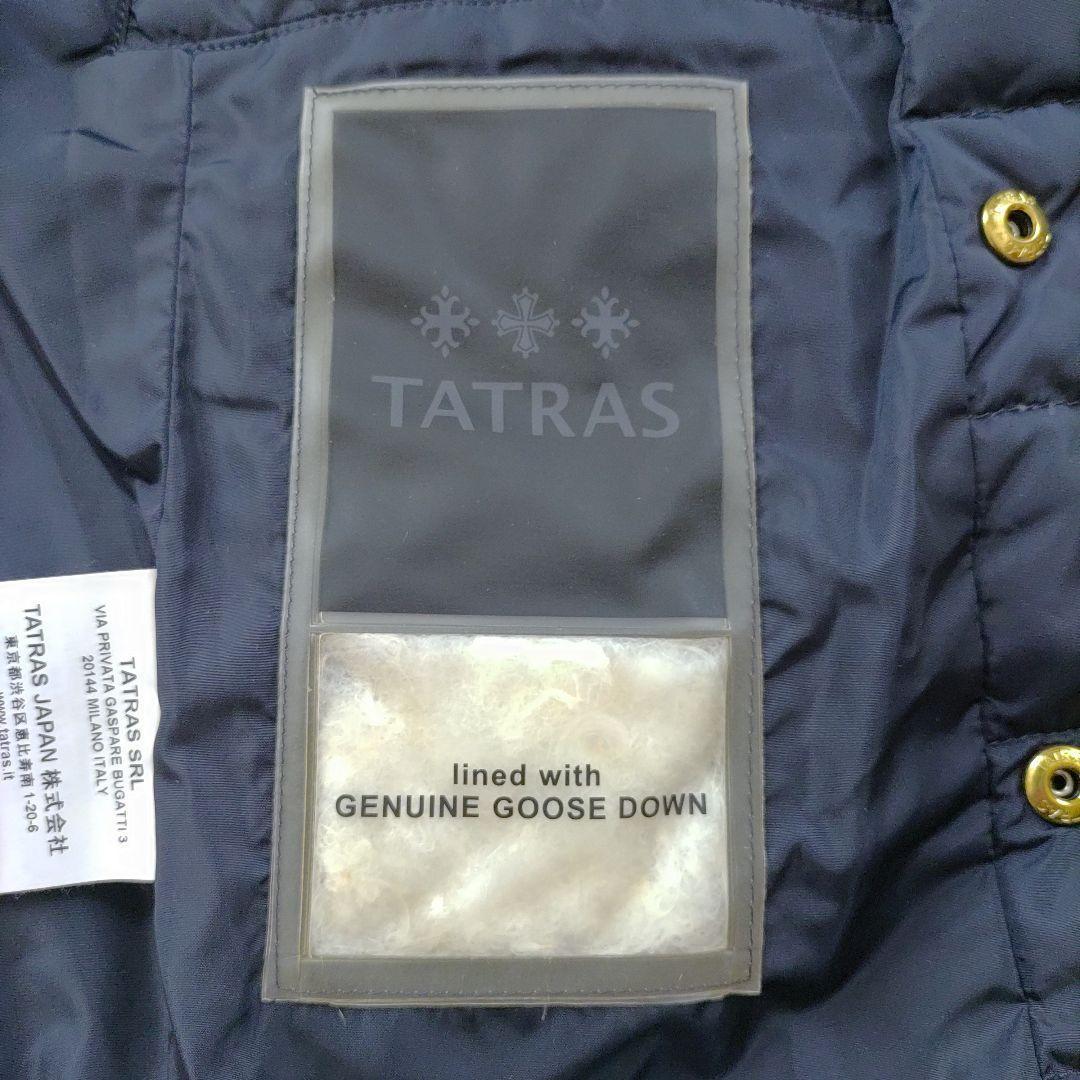 TATRAS
lined with
GENUINE GOOSE DOWN
TATRAS SRL
VIA PRIVATA GASPARE BUGATTI 3
20144 MILANO ITALY
TATRAS JAPAN 株式会社
東京都渋谷区恵比寿南 1-20-6
www.tatras.it